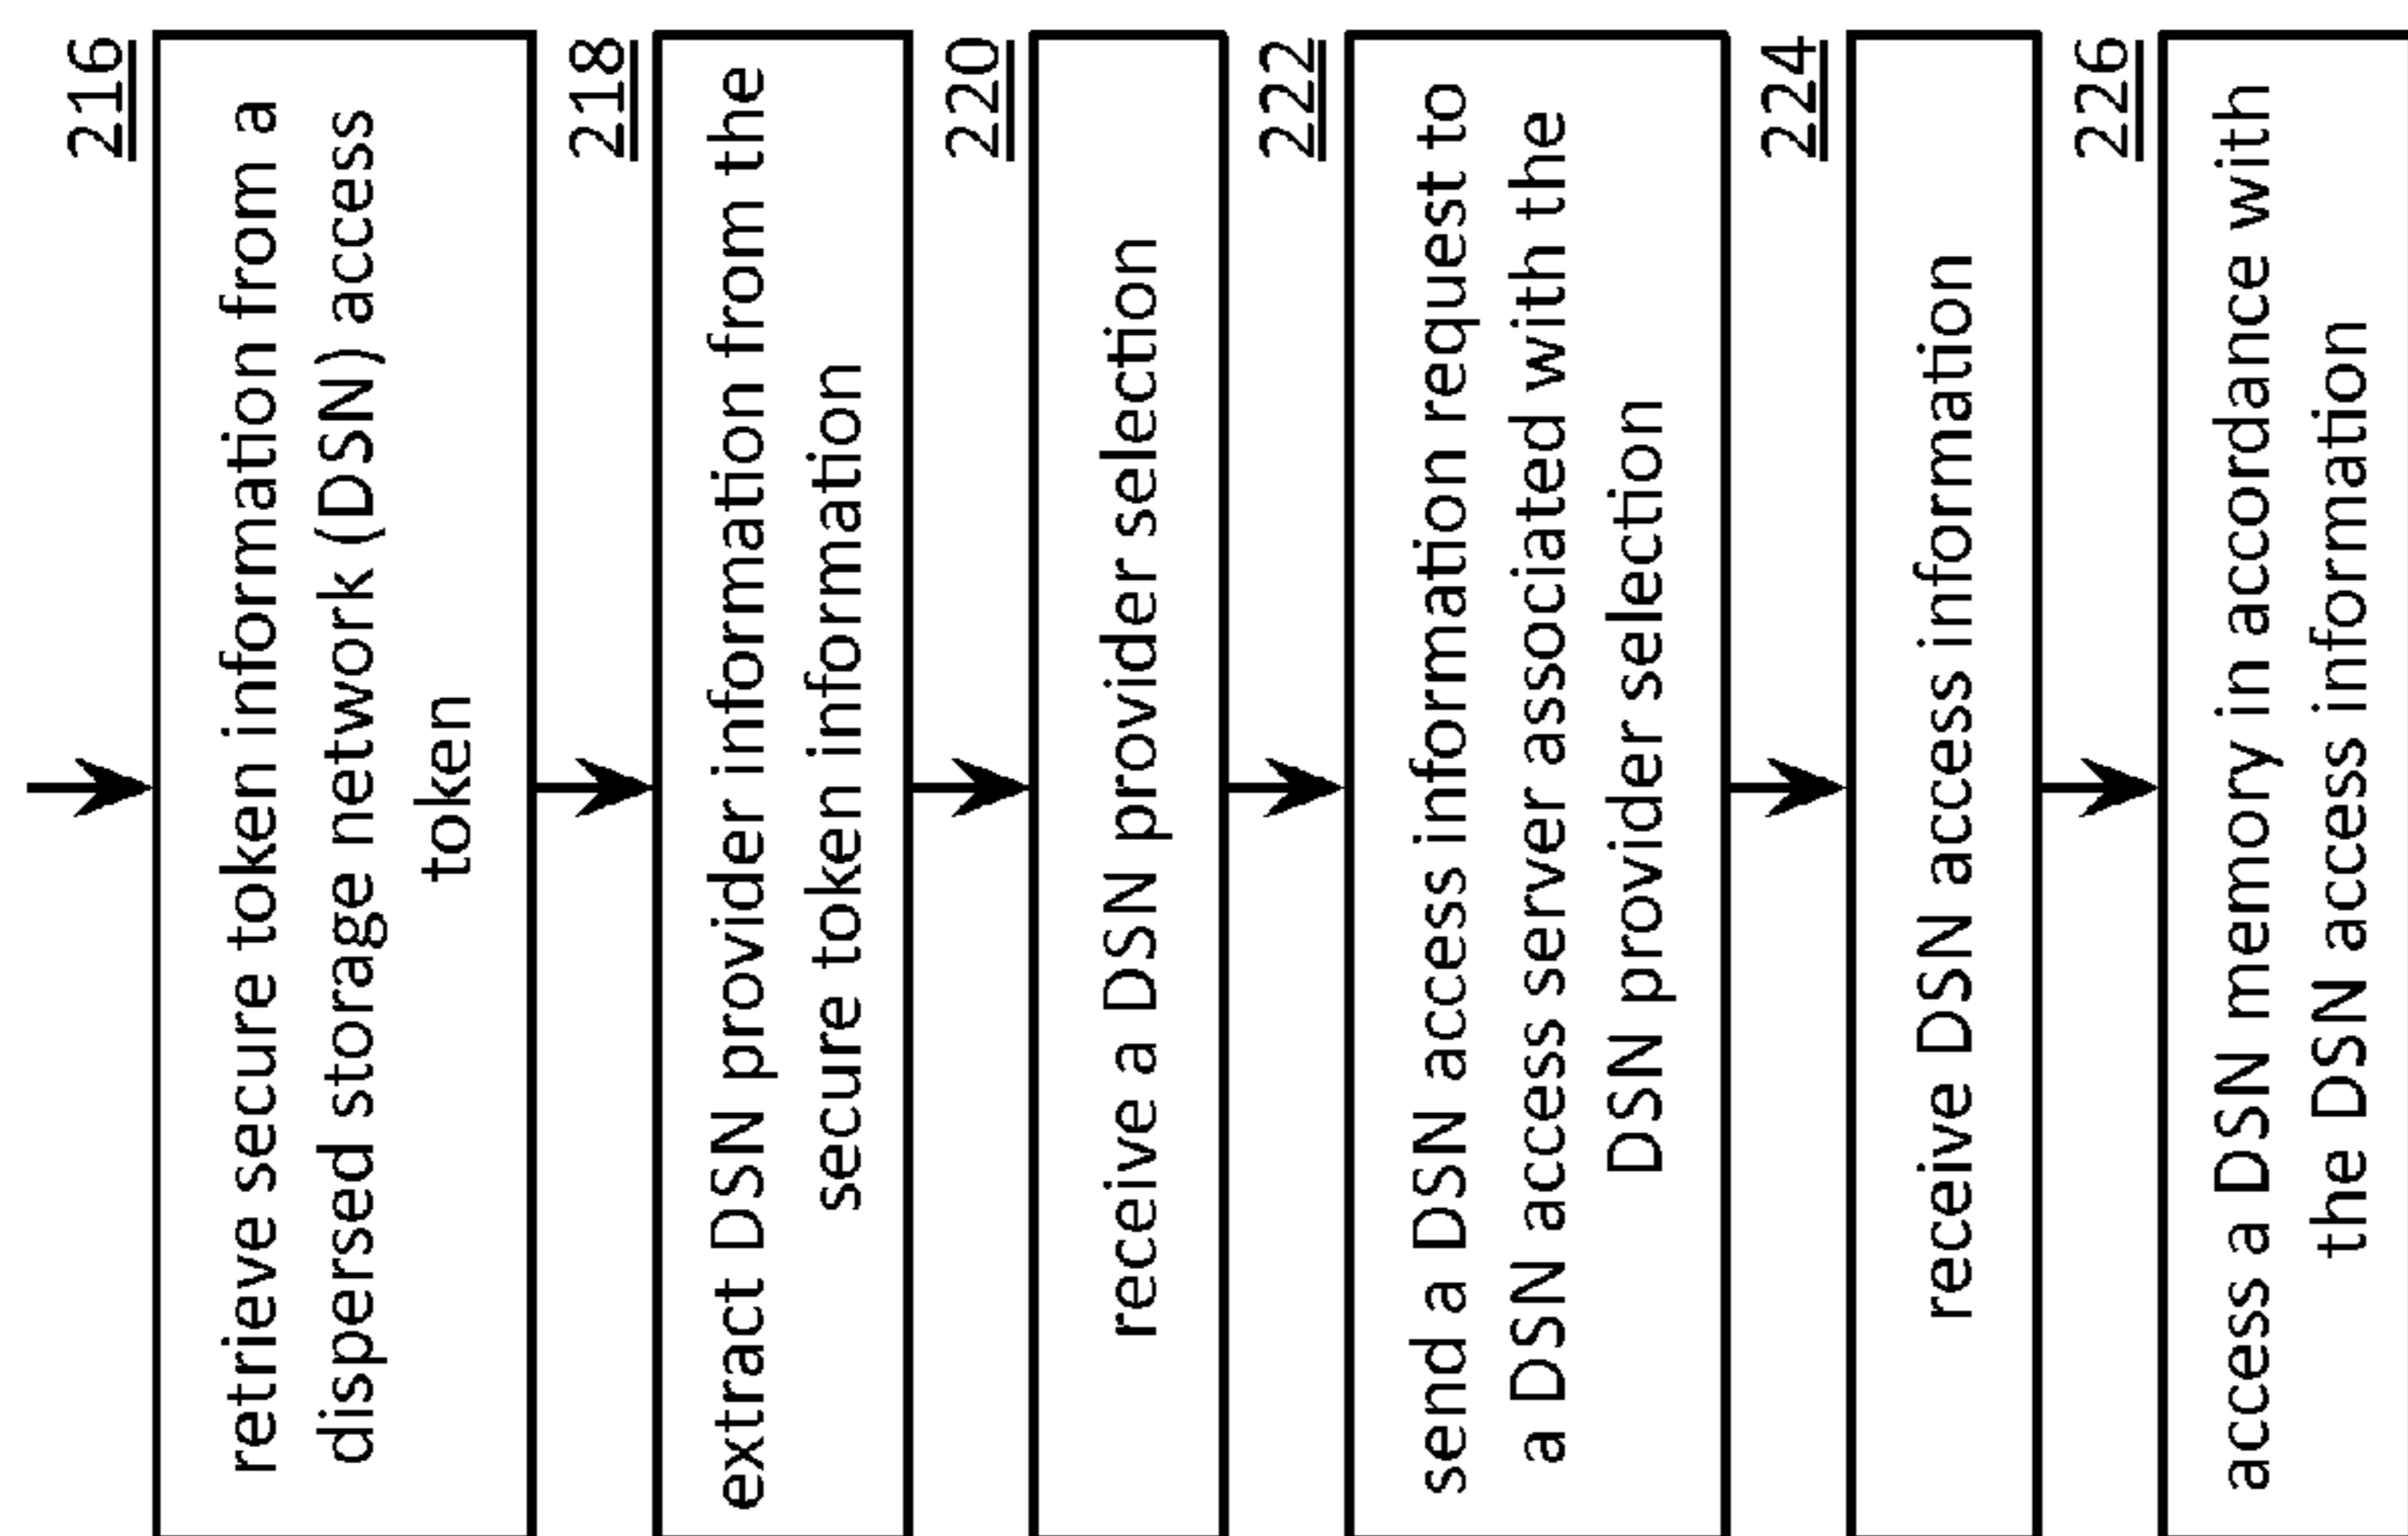 216
retrieve secure token information from a
dispersed storage network (DSN) access
token
218
extract DSN provider information from the
secure token information
220
receive a DSN provider selection
222
send a DSN access information request to
a DSN access server associated with the
DSN provider selection
224
receive DSN access information
226
access a DSN memory in accordance with
the DSN access information